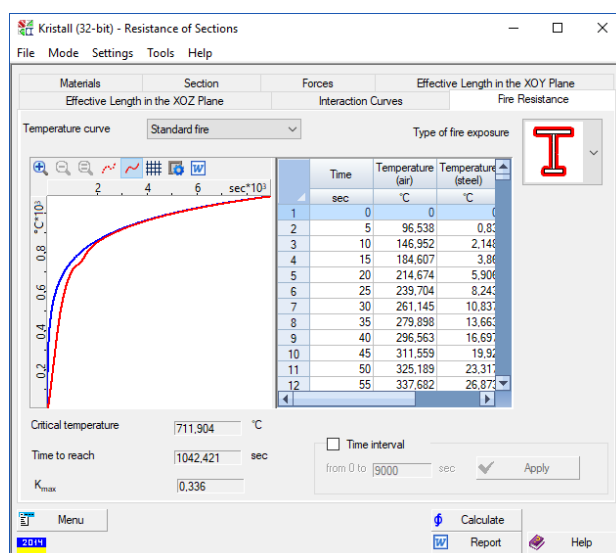 Kristall (32-bit) - Resistance of Sections
File Mode Settings Tools Help
Materials Section Forces Effective Length in the XOY Plane
Effective Length in the XOZ Plane Interaction Curves Fire Resistance
Temperature curve Standard fire Type of fire exposure
2 4 6 sec*10³
°C*10³
0,8
0,6
0,4
0,2
Time Temperature (air) Temperature (steel)
sec °C °C
1 0 0 0
2 5 96,538 0,83
3 10 146,952 2,148
4 15 184,607 3,86
5 20 214,674 5,906
6 25 239,704 8,243
7 30 261,145 10,837
8 35 279,898 13,663
9 40 296,563 16,697
10 45 311,559 19,92
11 50 325,189 23,317
12 55 337,682 26,873
Critical temperature 711,904 °C
Time to reach 1042,421 sec
Kmax 0,336
Time interval
from 0 to 9000 sec Apply
Menu Calculate
2014 W Report Help